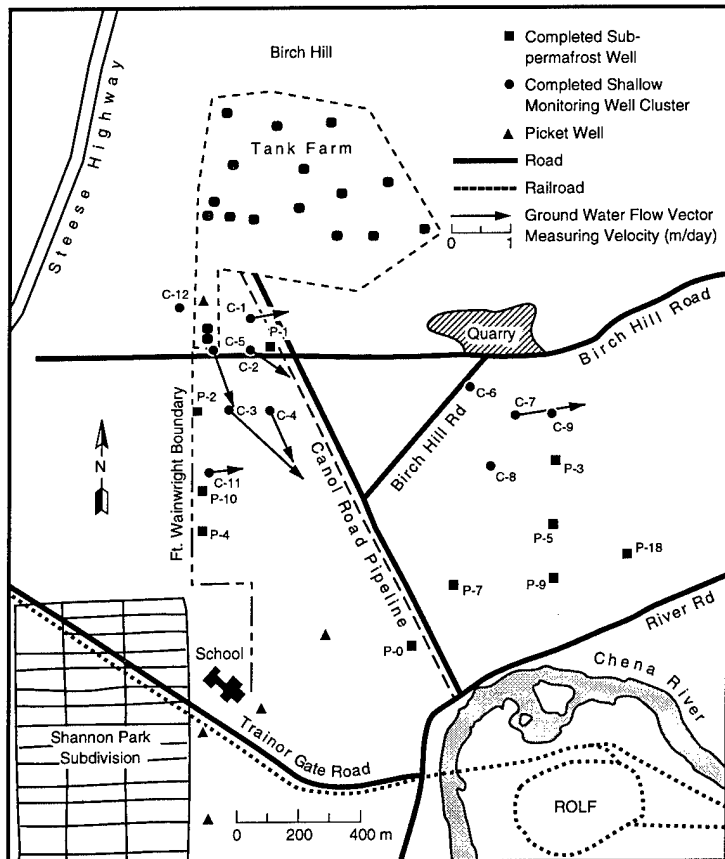 Birch Hill
Completed Sub-
permafrost Well
Completed Shallow
Monitoring Well Cluster
Picket Well
Road
Railroad
Ground Water Flow Vector
Measuring Velocity (m/day)
0 1
Steese Highway
Tank Farm
C-12
C-1
P-1
C-5
C-2
Quarry
Birch Hill Road
C-6
C-7
C-9
P-2
C-3
C-4
Birch Hill Rd
C-8
P-3
N
Ft. Wainwright Boundary
C-11
P-10
P-4
Canol Road Pipeline
P-5
P-18
P-7
P-9
River Rd
P-0
School
Chena
River
Shannon Park
Subdivision
Trainor Gate Road
ROLF
0 200 400 m